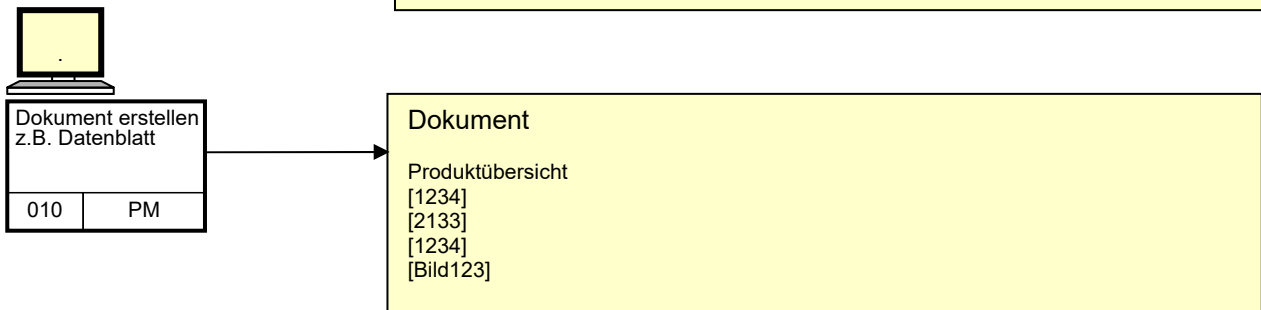 .
Dokument erstellen
z.B. Datenblatt
010 PM
Dokument
Produktübersicht
[1234]
[2133]
[1234]
[Bild123]